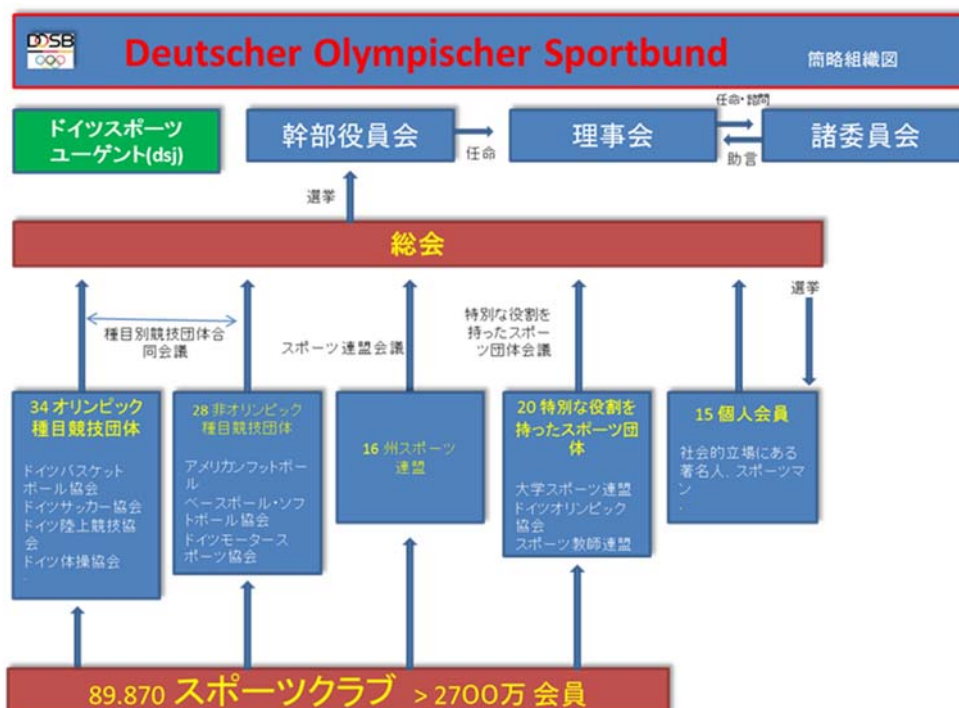 DOSB
Deutscher Olympischer Sportbund
簡略組織図
ドイツスポーツ
ユーゲント(dsj)
幹部役員会
任命
理事会
任命・諮問
助言
諸委員会
選挙
総会
選挙
種目別競技団体合
同会議
スポーツ連盟会議
特別な役割を
持ったスポー
ツ団体会議
34 オリンピック
種目競技団体
ドイツバスケット
ボール協会
ドイツサッカー協会
ドイツ陸上競技協
会
ドイツ体操協会
.
28 非オリンピック
種目競技団体
アメリカンフットボー
ル
ベースボール・ソフ
トボール協会
ドイツモータース
ポーツ協会
16 州スポーツ
連盟
20 特別な役割を
持ったスポーツ団
体
大学スポーツ連盟
ドイツオリンピック
協会
スポーツ教師連盟
15 個人会員
社会的立場にある
著名人、スポーツマ
ン
.
89.870 スポーツクラブ > 2700万 会員